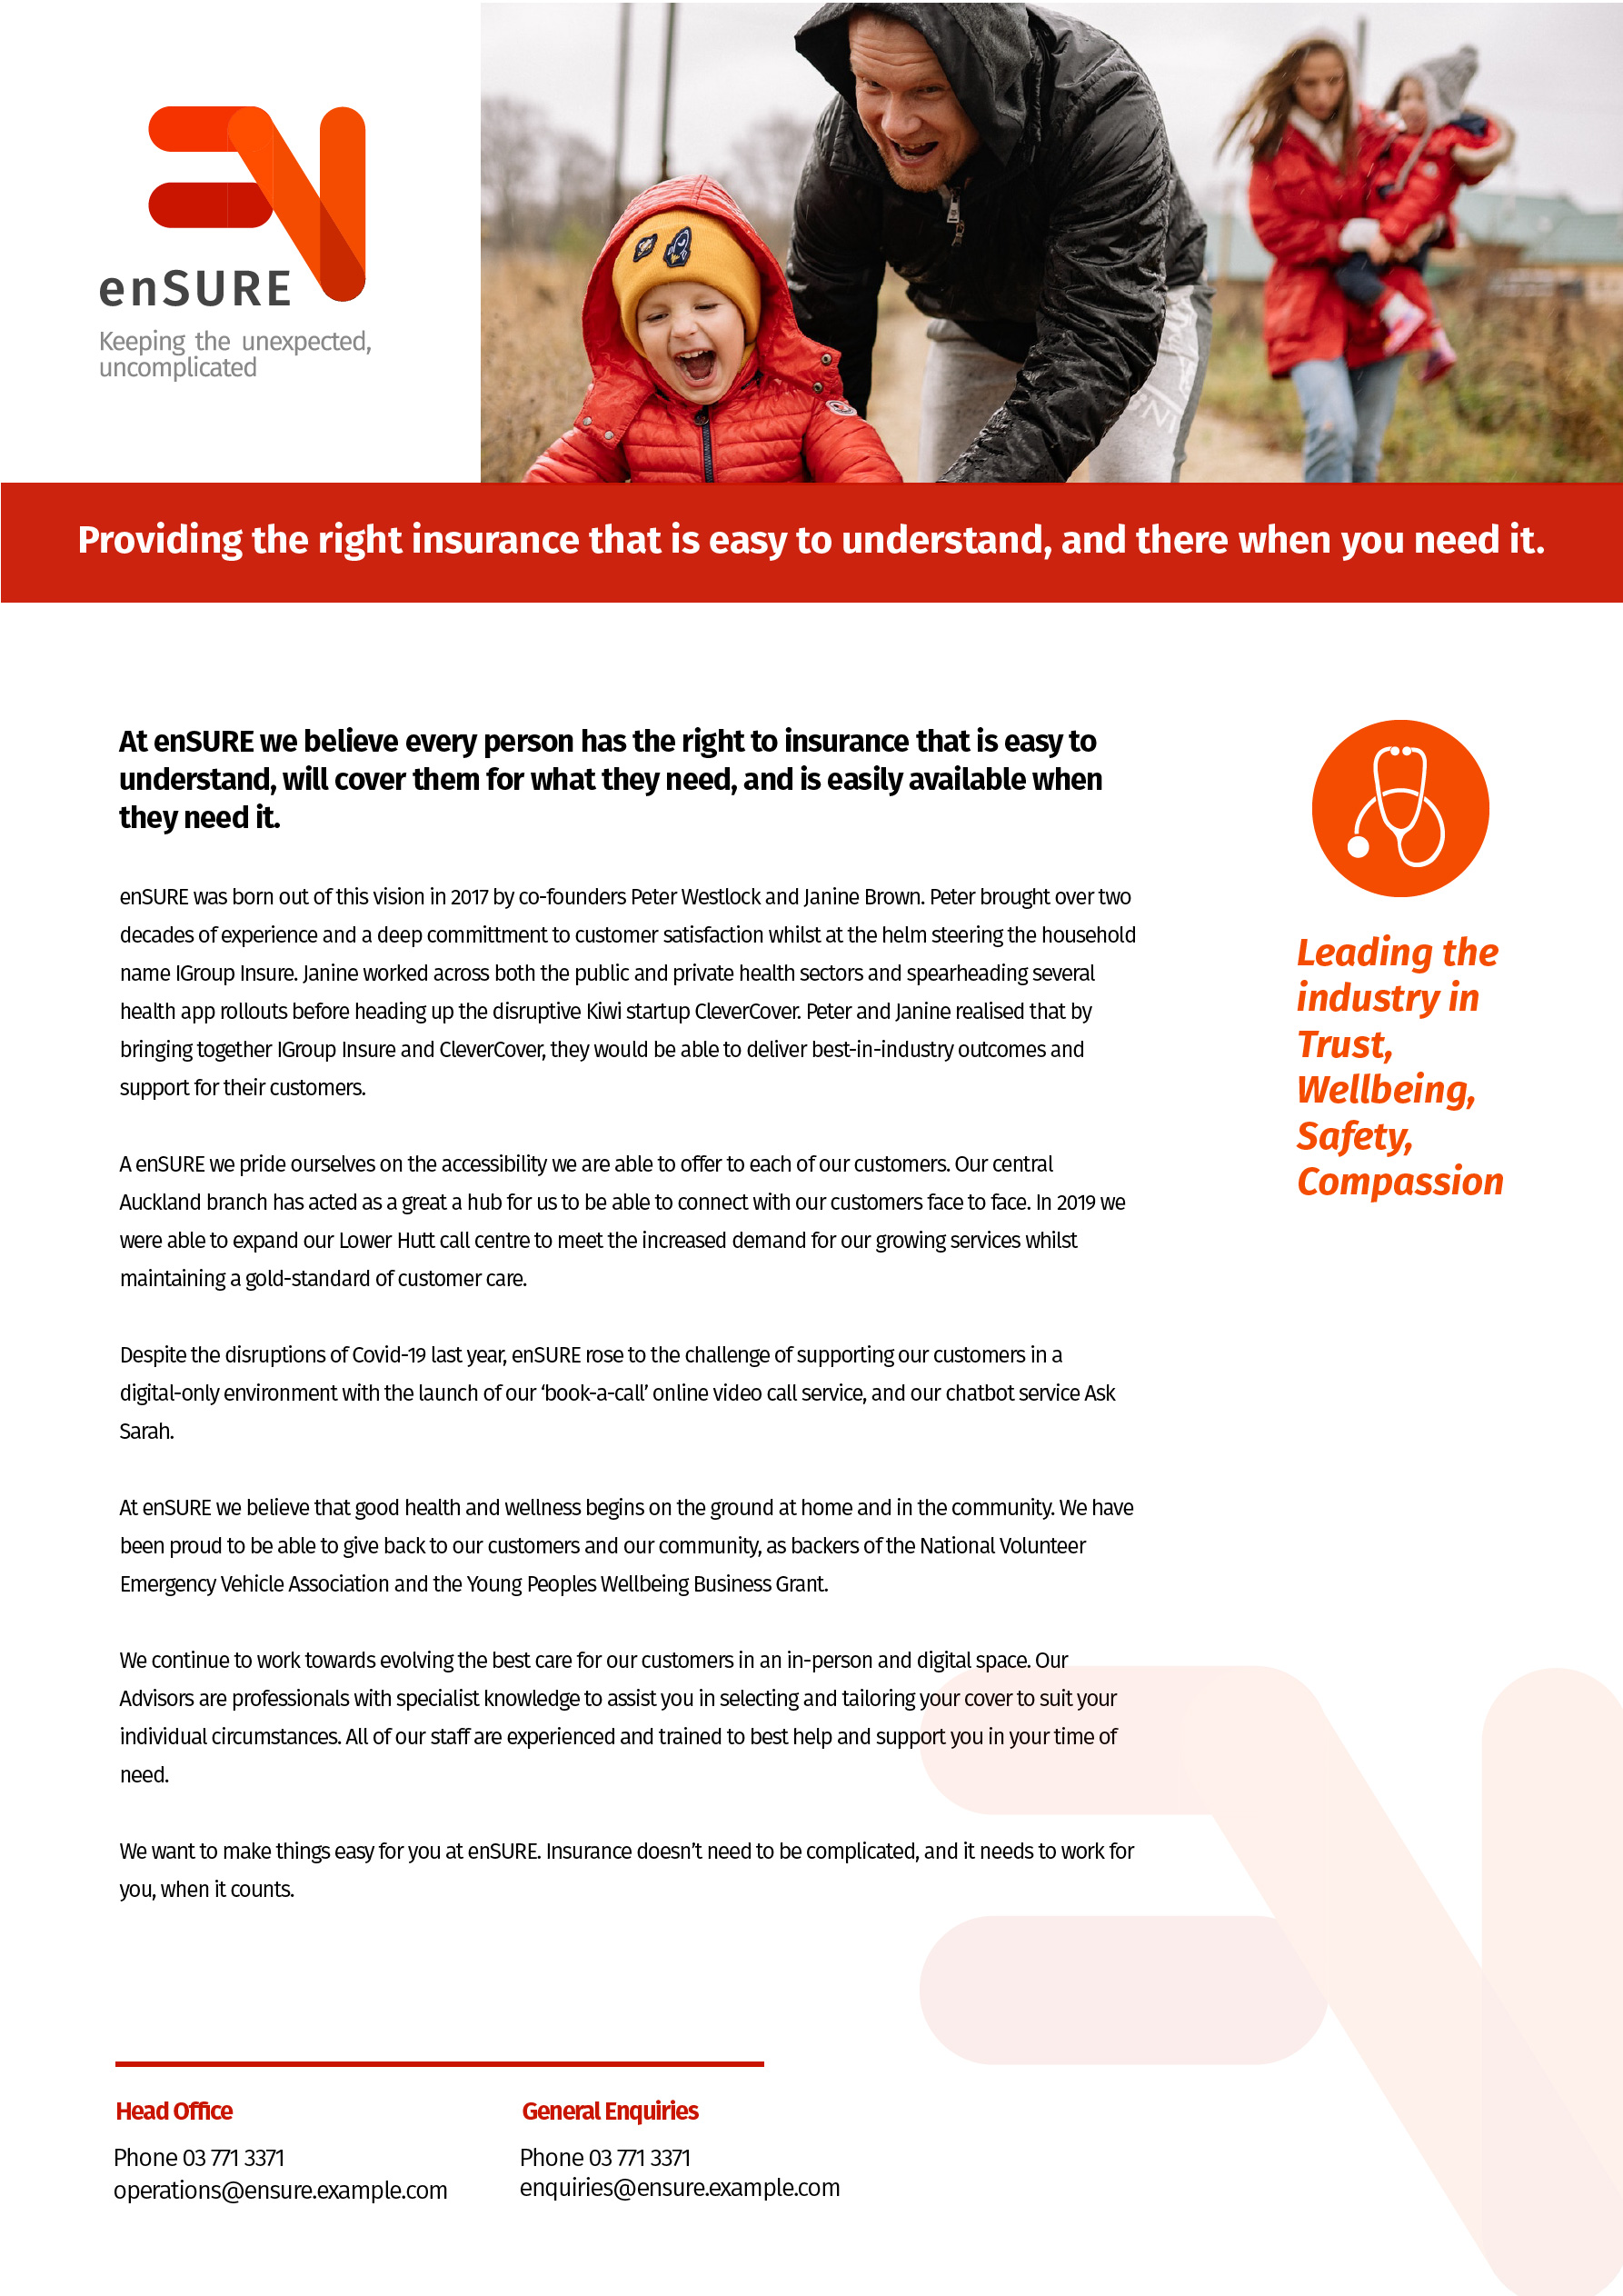 enSURE
Keeping the unexpected,
uncomplicated
Providing the right insurance that is easy to understand, and there when you need it.
At enSURE we believe every person has the right to insurance that is easy to
understand, will cover them for what they need, and is easily available when
they need it.
enSURE was born out of this vision in 2017 by co-founders Peter Westlock and Janine Brown. Peter brought over two
decades of experience and a deep committment to customer satisfaction whilst at the helm steering the household
name IGroup Insure. Janine worked across both the public and private health sectors and spearheading several
health app rollouts before heading up the disruptive Kiwi startup CleverCover. Peter and Janine realised that by
bringing together IGroup Insure and CleverCover, they would be able to deliver best-in-industry outcomes and
support for their customers.
A enSURE we pride ourselves on the accessibility we are able to offer to each of our customers. Our central
Auckland branch has acted as a great a hub for us to be able to connect with our customers face to face. In 2019 we
were able to expand our Lower Hutt call centre to meet the increased demand for our growing services whilst
maintaining a gold-standard of customer care.
Despite the disruptions of Covid-19 last year, enSURE rose to the challenge of supporting our customers in a
digital-only environment with the launch of our ‘book-a-call’ online video call service, and our chatbot service Ask
Sarah.
At enSURE we believe that good health and wellness begins on the ground at home and in the community. We have
been proud to be able to give back to our customers and our community, as backers of the National Volunteer
Emergency Vehicle Association and the Young Peoples Wellbeing Business Grant.
We continue to work towards evolving the best care for our customers in an in-person and digital space. Our
Advisors are professionals with specialist knowledge to assist you in selecting and tailoring your cover to suit your
individual circumstances. All of our staff are experienced and trained to best help and support you in your time of
need.
We want to make things easy for you at enSURE. Insurance doesn’t need to be complicated, and it needs to work for
you, when it counts.
Leading the
industry in
Trust,
Wellbeing,
Safety,
Compassion
Head Office
Phone 03 771 3371
operations@ensure.example.com
General Enquiries
Phone 03 771 3371
enquiries@ensure.example.com